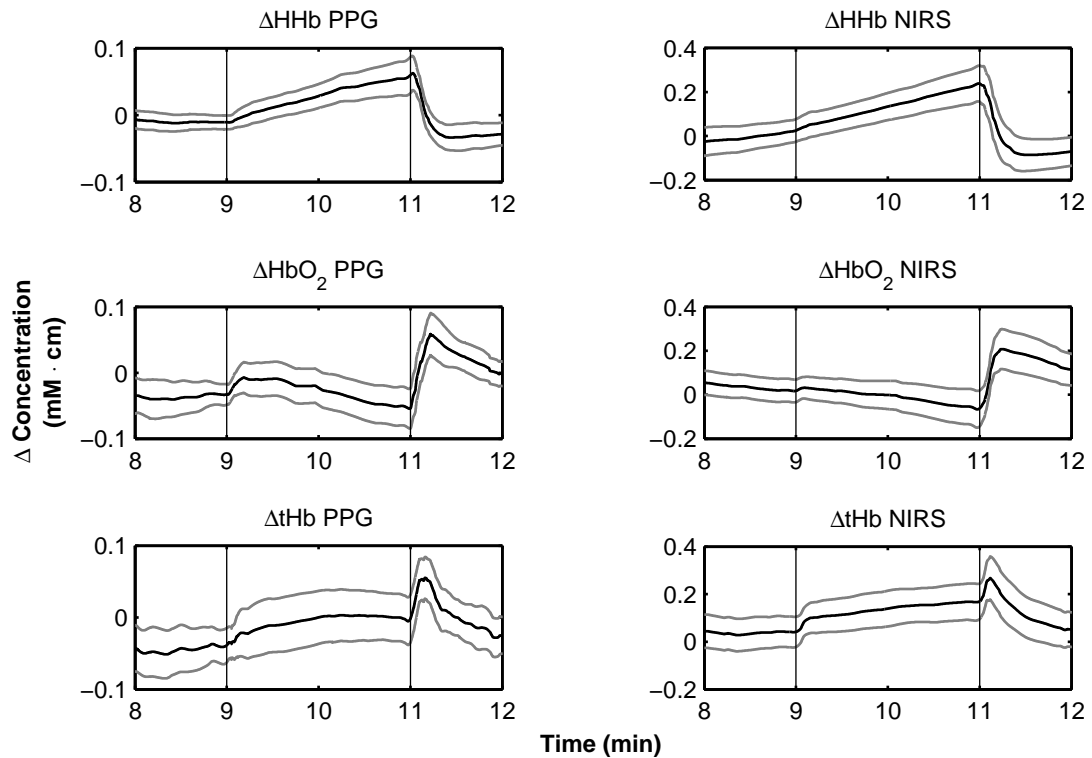 ΔHHb PPG
0.1
0
−0.1
8 9 10 11 12
ΔHHb NIRS
0.4
0.2
0
−0.2
8 9 10 11 12
ΔHbO2 PPG
0.1
0
−0.1
8 9 10 11 12
ΔHbO2 NIRS
0.4
0.2
0
−0.2
8 9 10 11 12
Δ Concentration
(mM · cm)
ΔtHb PPG
0.1
0
−0.1
8 9 10 11 12
ΔtHb NIRS
0.4
0.2
0
−0.2
8 9 10 11 12
Time (min)